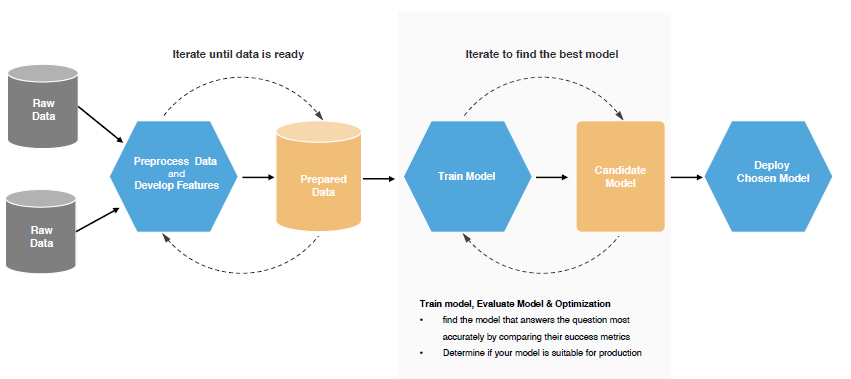 Iterate until data is ready
Iterate to find the best model
Raw
Data
Raw
Data
Preprocess Data
and
Develop Features
Prepared
Data
Train Model
Candidate
Model
Deploy
Chosen Model
Train model, Evaluate Model & Optimization
• find the model that answers the question most
accurately by comparing their success metrics
• Determine if your model is suitable for production